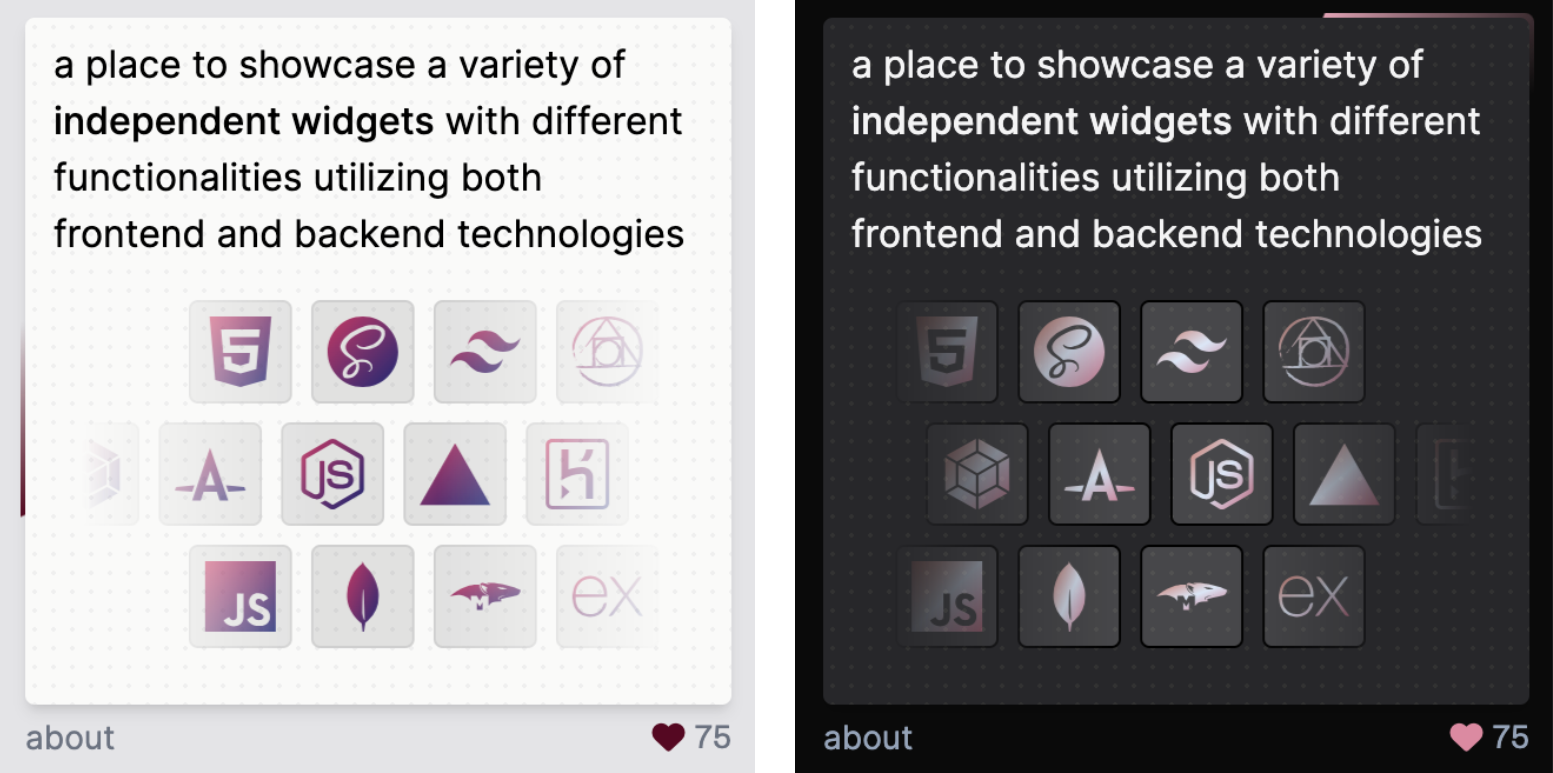 a place to showcase a variety of
independent widgets with different
functionalities utilizing both
frontend and backend technologies
5
JS
JS
ex
about
75
a place to showcase a variety of
independent widgets with different
functionalities utilizing both
frontend and backend technologies
5
JS
JS
ex
about
75